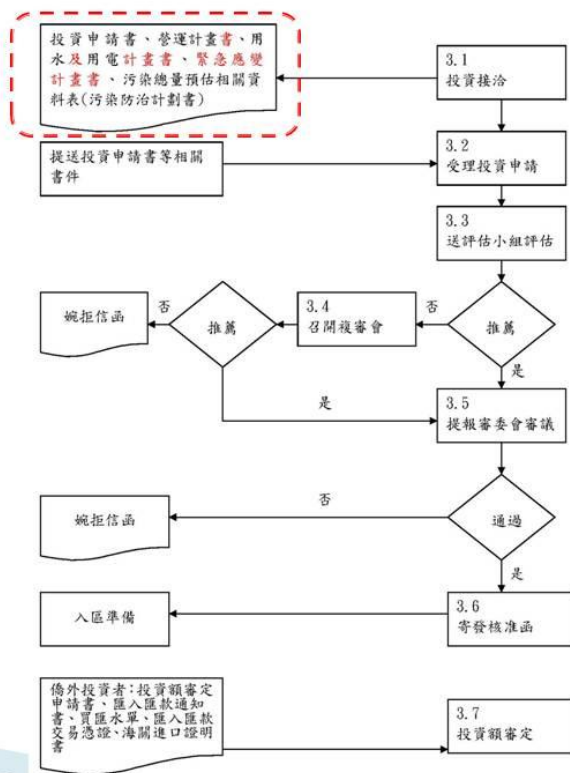 投資申請書、營運計畫書、用
水及用電計畫書、緊急應變
計畫書、污染總量預估相關資
料表(污染防治計劃書)
3.1
投資接洽
提送投資申請書等相關
書件
3.2
受理投資申請
3.3
送評估小組評估
婉拒信函
否
推薦
3.4
召開複審會
否
推薦
是
是
3.5
提報審委會審議
婉拒信函
否
通過
是
入區準備
3.6
寄發核准函
僑外投資者:投資額審定
申請書、匯入匯款通知
書、買匯水單、匯入匯款
交易憑證、海關進口證明
書
3.7
投資額審定